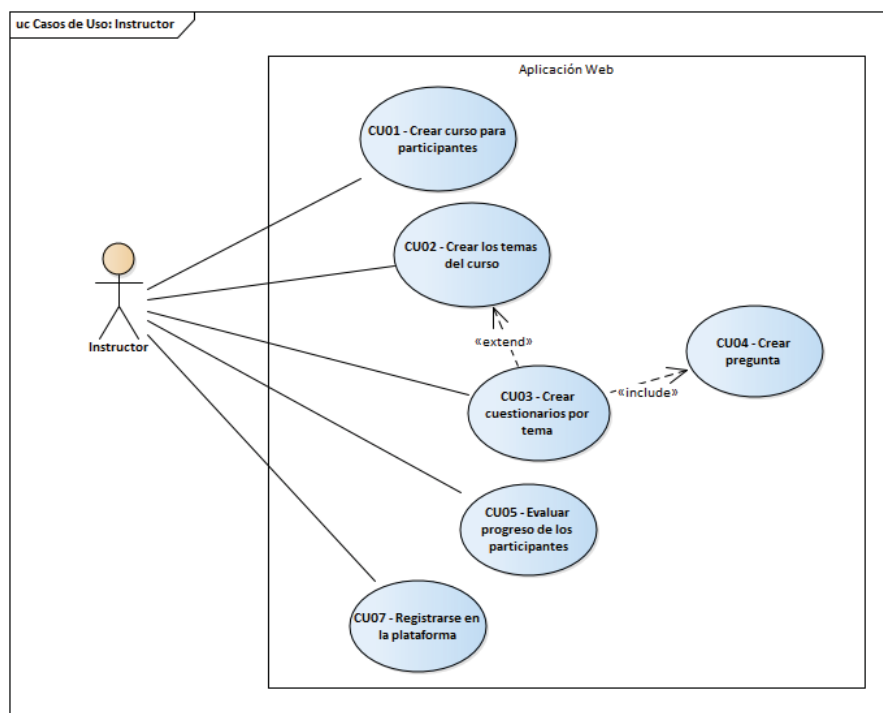 uc Casos de Uso: Instructor
Aplicación Web
CU01 - Crear curso para
participantes
CU02 - Crear los temas
del curso
Instructor
«extend»
CU04 - Crear
pregunta
CU03 - Crear
cuestionarios por
tema
«include»
CU05 - Evaluar
progreso de los
participantes
CU07 - Registrarse en
la plataforma